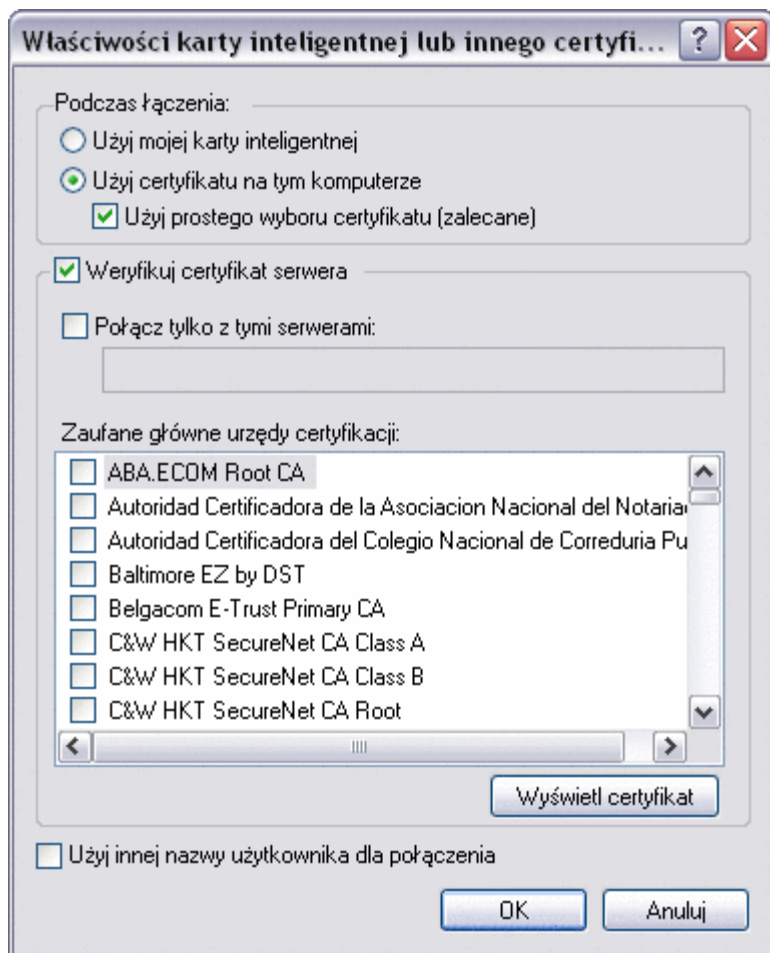 Właściwości karty inteligentnej lub innego certyfi...
Podczas łączenia:
Użyj mojej karty inteligentnej
Użyj certyfikatu na tym komputerze
Użyj prostego wyboru certyfikatu (zalecane)
Weryfikuj certyfikat serwera
Połącz tylko z tymi serwerami:
Zaufane główne urzędy certyfikacji:
ABA.ECOM Root CA
Autoridad Certificadora de la Asociacion Nacional del Notaria
Autoridad Certificadora del Colegio Nacional de Correduria Pu
Baltimore EZ by DST
Belgacom E-Trust Primary CA
C&W HKT SecureNet CA Class A
C&W HKT SecureNet CA Class B
C&W HKT SecureNet CA Root
Wyświetl certyfikat
Użyj innej nazwy użytkownika dla połączenia
OK Anuluj